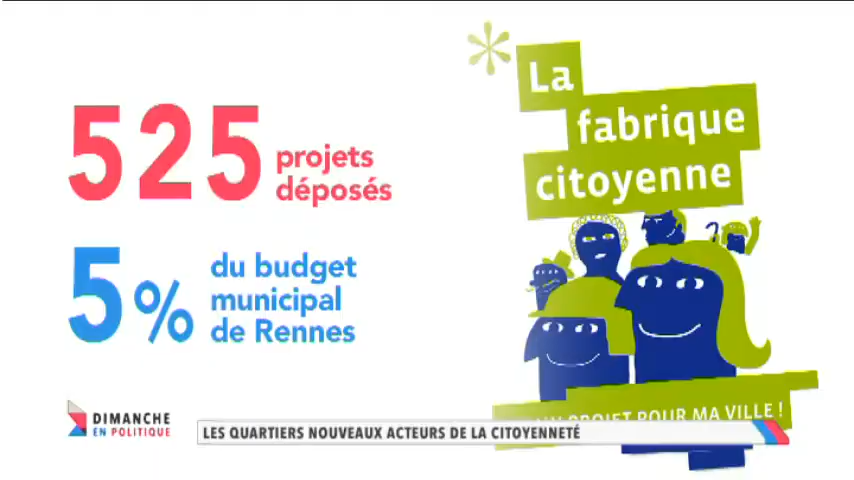 525 projets
déposés
5% du budget
municipal
de Rennes
La
fabrique
citoyenne
PROJET POUR MA VILLE !
DIMANCHE
EN POLITIQUE
LES QUARTIERS NOUVEAUX ACTEURS DE LA CITOYENNETÉ